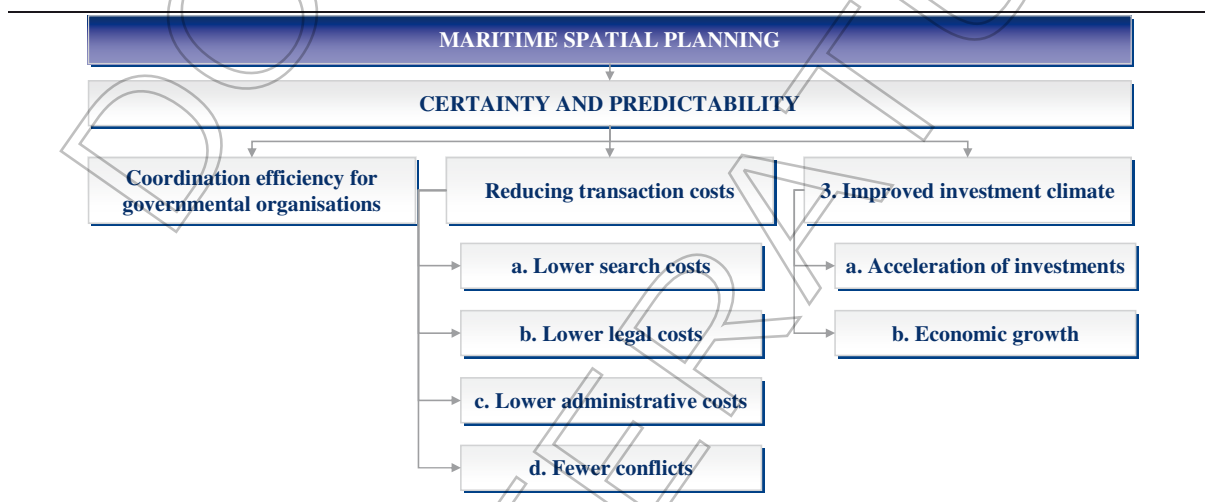 MARITIME SPATIAL PLANNING
CERTAINTY AND PREDICTABILITY
Coordination efficiency for
governmental organisations
Reducing transaction costs
3. Improved investment climate
a. Lower search costs
a. Acceleration of investments
b. Lower legal costs
b. Economic growth
c. Lower administrative costs
d. Fewer conflicts